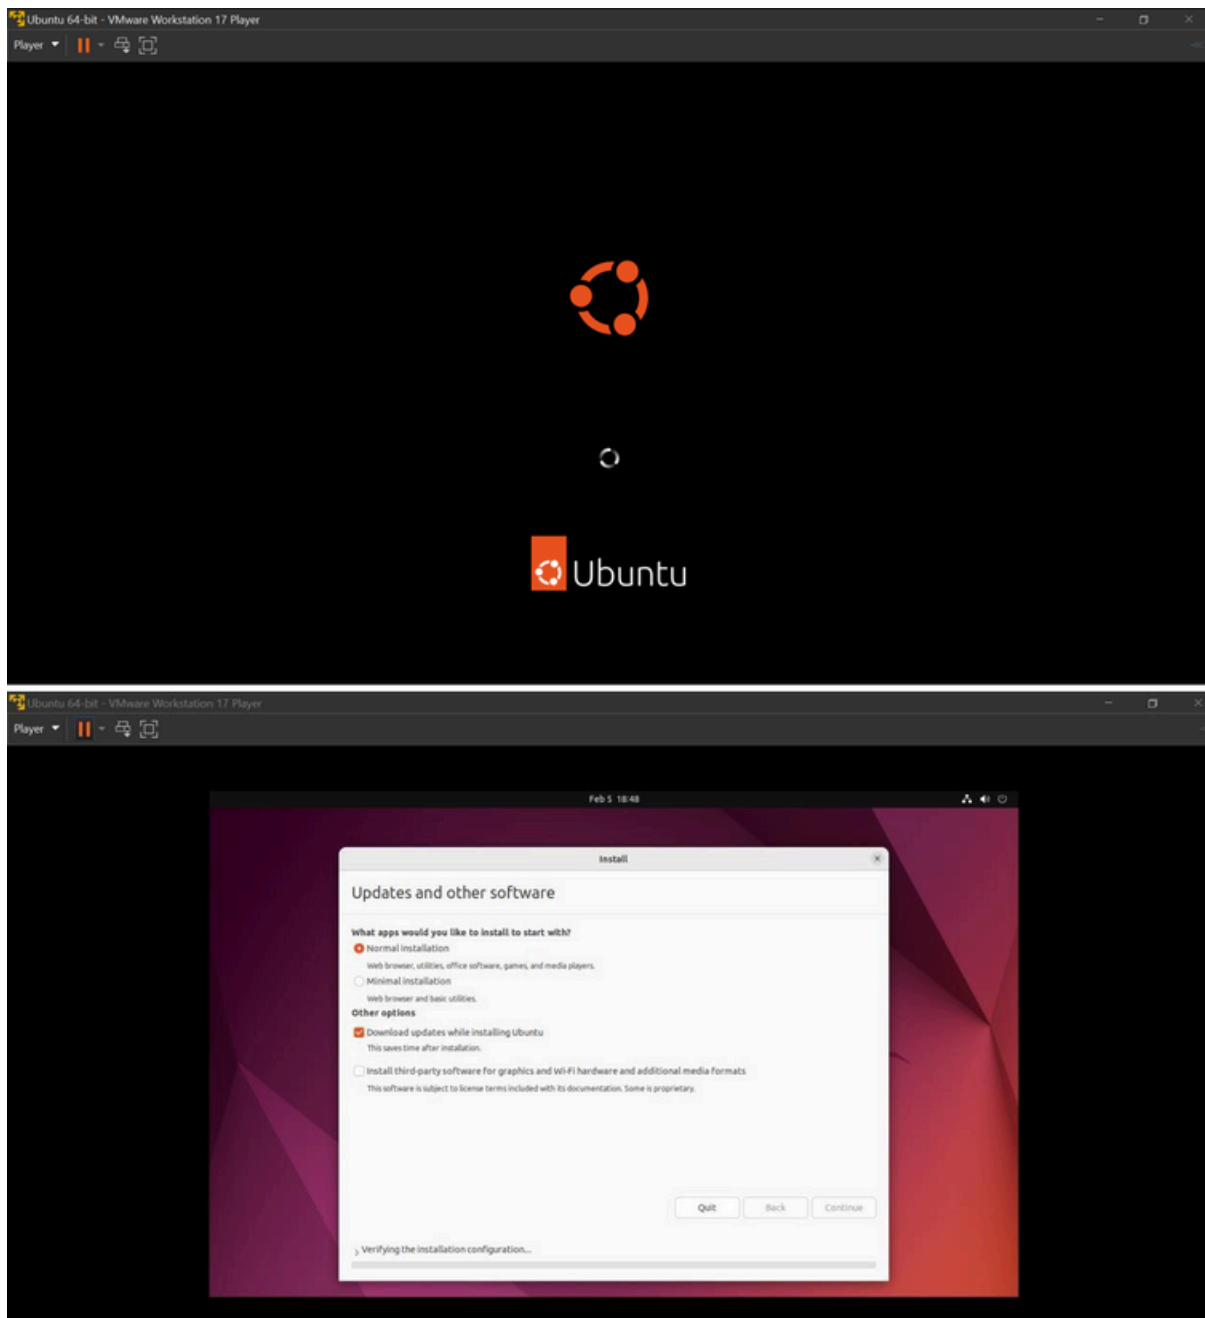 Ubuntu 64-bit - VMware Workstation 17 Player
Player
Ubuntu
Ubuntu 64-bit - VMware Workstation 17 Player
Player
Feb 5 18:48
Install
Updates and other software
What apps would you like to install to start with?
Normal installation
Web browser, utilities, office software, games, and media players.
Minimal installation
Web browser and basic utilities.
Other options
Download updates while installing Ubuntu
This saves time after installation.
Install third-party software for graphics and Wi-Fi hardware and additional media formats
This software is subject to license terms included with its documentation. Some is proprietary.
Quit Back Continue
Verifying the installation configuration...